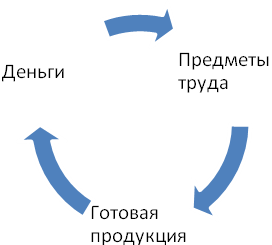 Деньги
Предметы
труда
Готовая
продукция